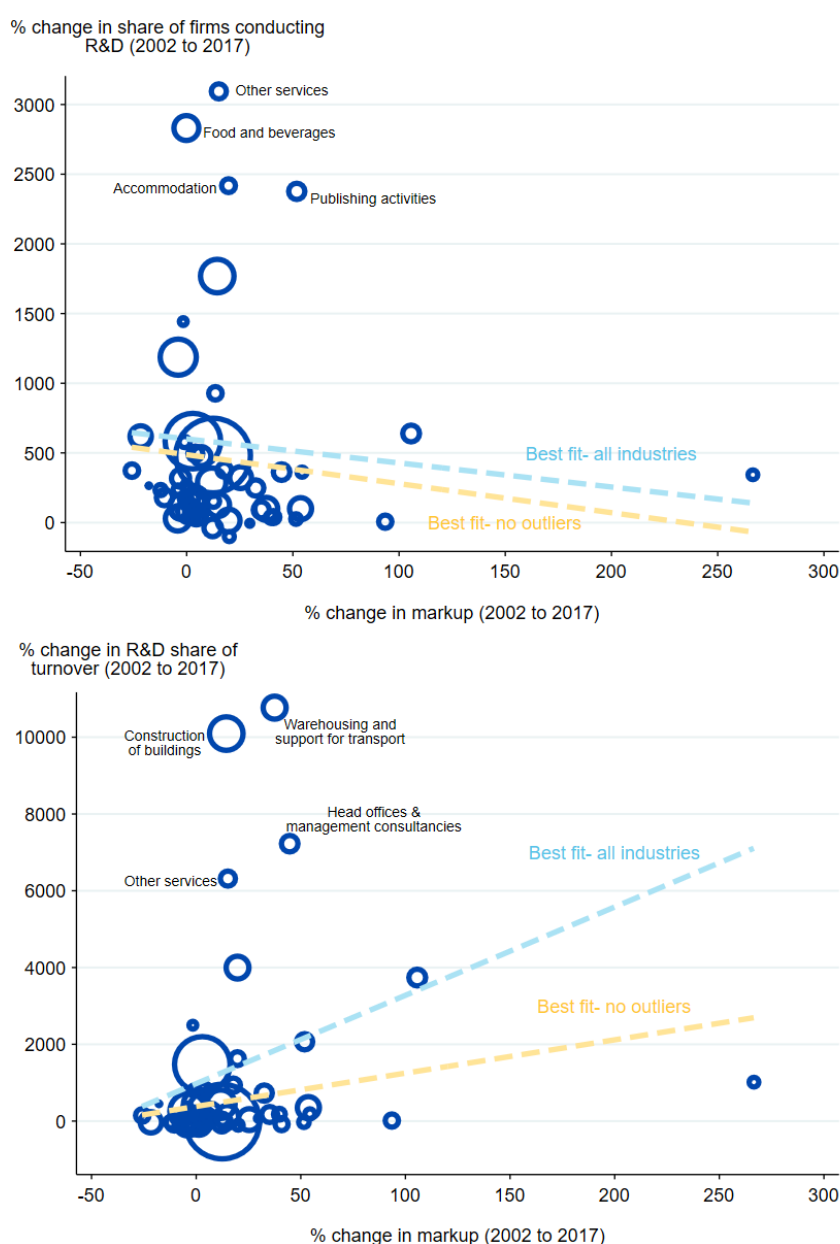 % change in share of firms conducting
R&D (2002 to 2017)
3000
2500
2000
1500
1000
500
0
Other services
Food and beverages
Accommodation
Publishing activities
Best fit- all industries
Best fit- no outliers
-50
0
50
100
150
200
250
300
% change in markup (2002 to 2017)
% change in R&D share of
turnover (2002 to 2017)
10000
8000
6000
4000
2000
0
Warehousing and
support for transport
Construction
of buildings
Head offices &
management consultancies
Other services
Best fit- all industries
Best fit- no outliers
-50
0
50
100
150
200
250
300
% change in markup (2002 to 2017)